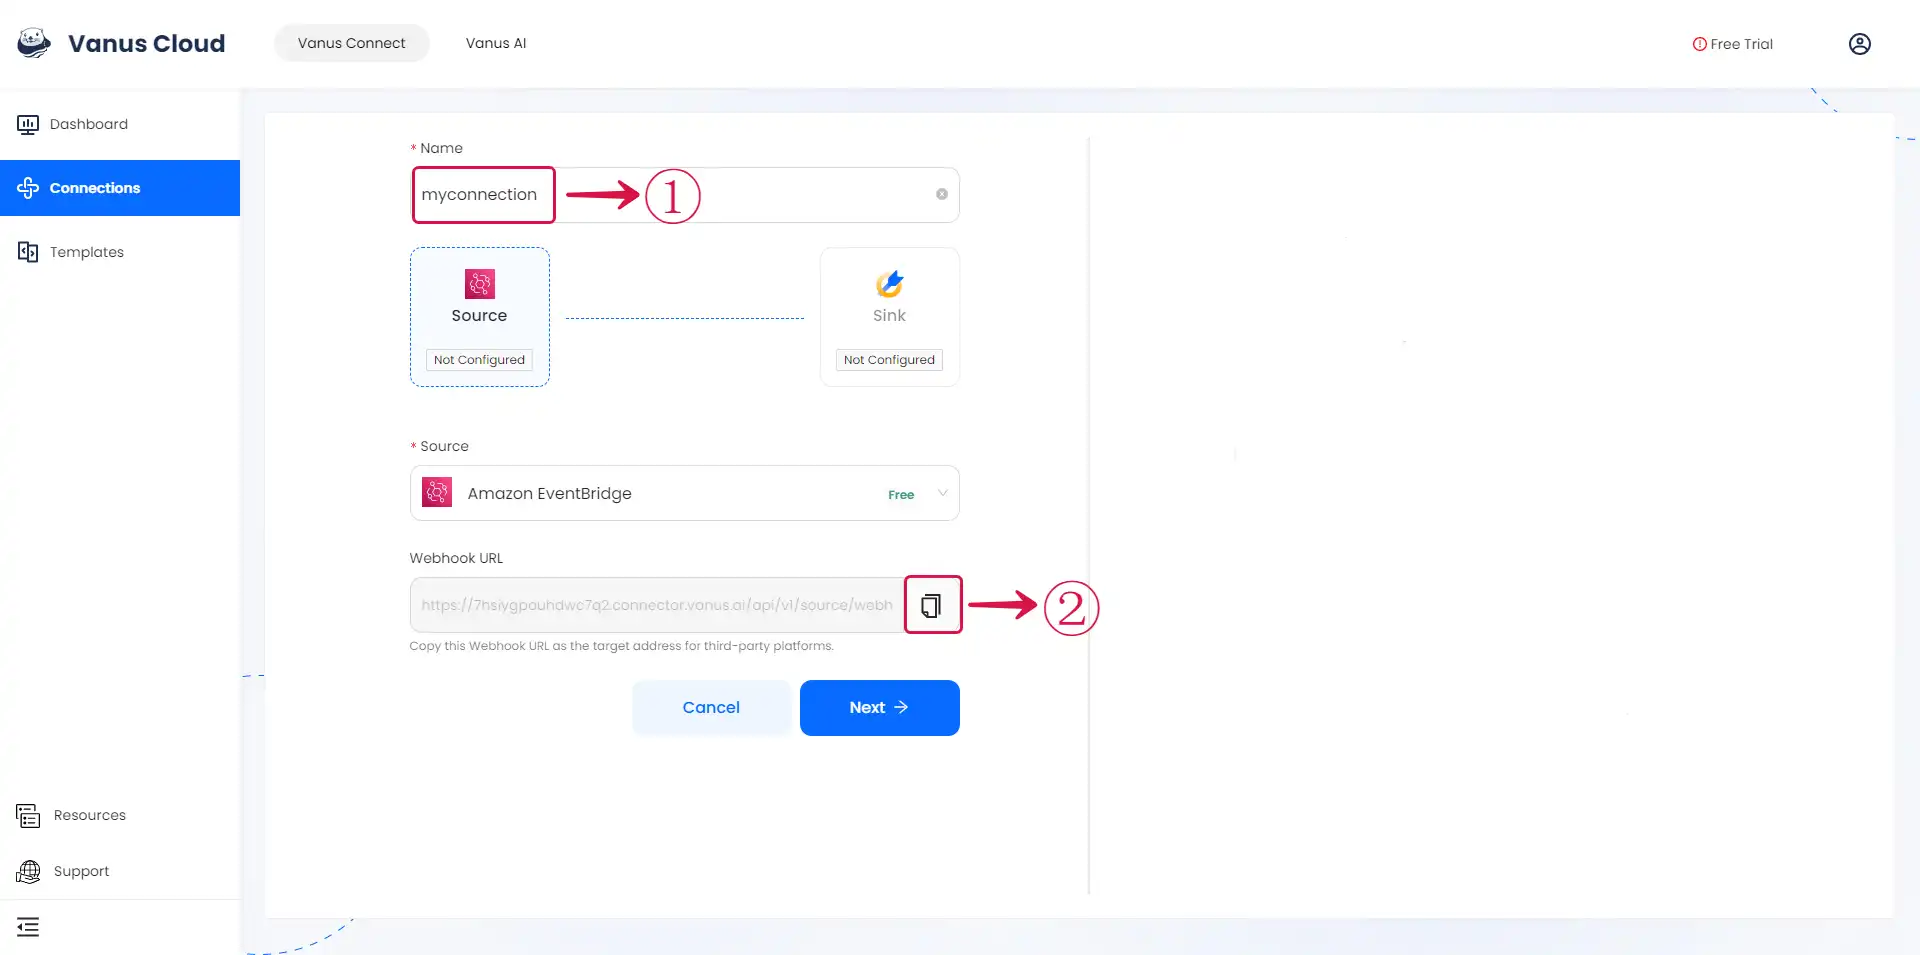 Vanus Cloud
Vanus Connect
Vanus AI
Free Trial
Dashboard
Connections
Templates
Resources
Support
* Name
myconnection
①
Source
Not Configured
Sink
Not Configured
* Source
Amazon EventBridge
Free
Webhook URL
https://7hsiygpouhdwc7q2.connector.vanus.ai/api/v1/source/webh
②
Copy this Webhook URL as the target address for third-party platforms.
Cancel
Next →